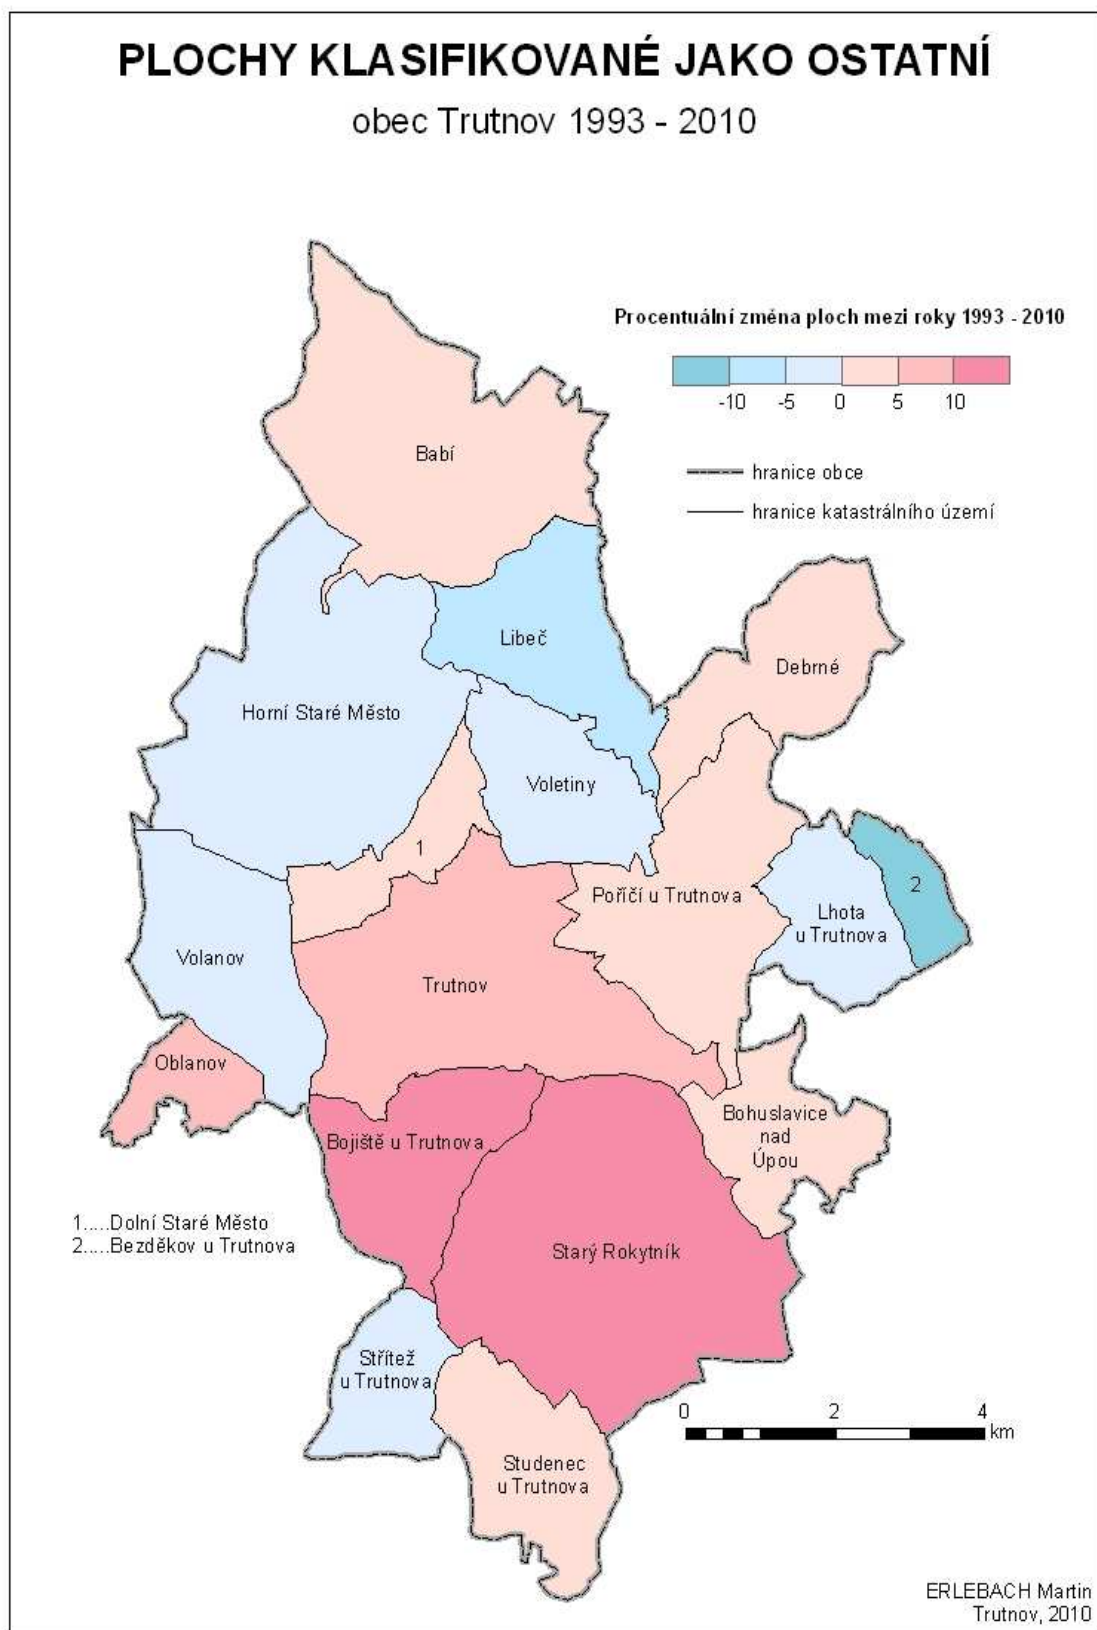 PLOCHY KLASIFIKOVANÉ JAKO OSTATNÍ
obec Trutnov 1993 - 2010
Procentuální změna ploch mezi roky 1993 - 2010
-10 -5 0 5 10
hranice obce
hranice katastrálního území
Babí
Libeč
Debrné
Horní Staré Město
Voletiny
1
2
Poříčí u Trutnova
Lhota
u Trutnova
Volanov
Trutnov
Oblanov
Bohuslavice
nad
Úpou
Bojiště u Trutnova
1.....Dolní Staré Město
2.....Bezděkov u Trutnova
Starý Rokytník
Střítež
u Trutnova
0 2 4
km
Studenec
u Trutnova
ERLEBACH Martin
Trutnov, 2010